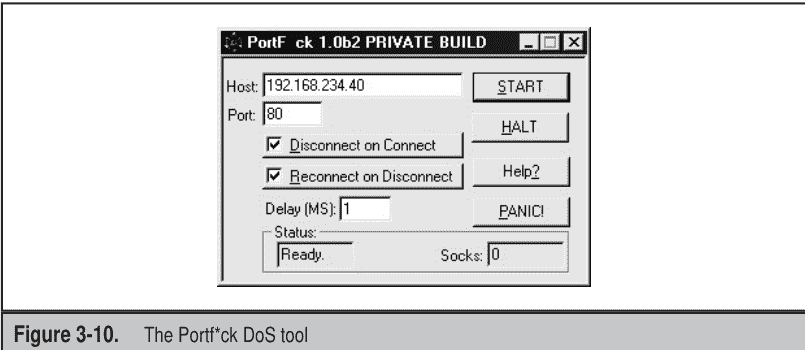 PortF ck 1.0b2 PRIVATE BUILD
Host: 192.168.234.40
START
Port: 80
HALT
Disconnect on Connect
Reconnect on Disconnect
Help?
Delay (MS): 1
PANIC!
Status:
Ready. Socks: 0
Figure 3-10. The Portf*ck DoS tool